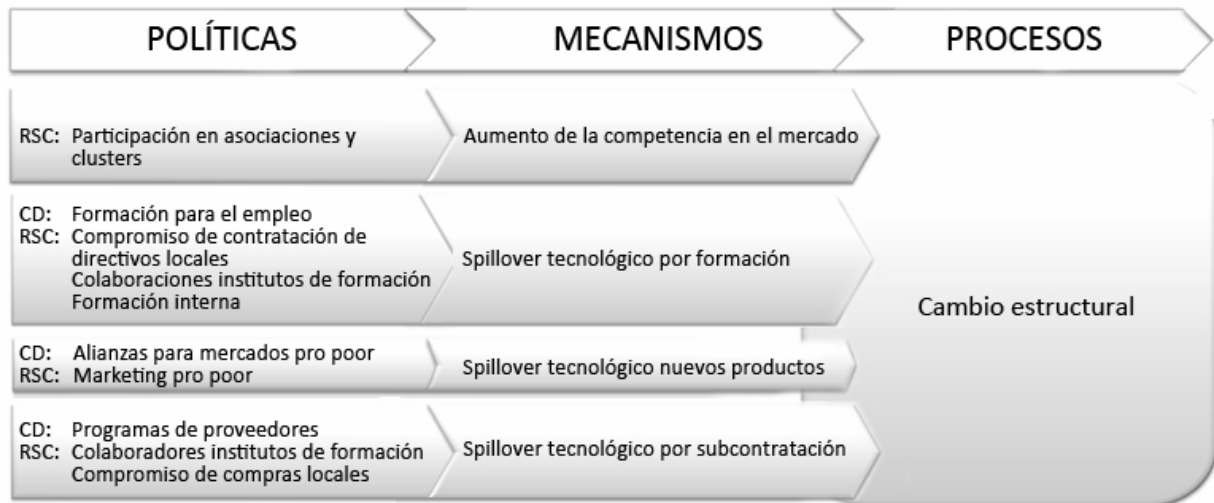 POLÍTICAS MECANISMOS PROCESOS
RSC: Participación en asociaciones y
clusters
Aumento de la competencia en el mercado
CD: Formación para el empleo
RSC: Compromiso de contratación de
directivos locales
Colaboraciones institutos de formación
Formación interna
Spillover tecnológico por formación
CD: Alianzas para mercados pro poor
RSC: Marketing pro poor
Spillover tecnológico nuevos productos
CD: Programas de proveedores
RSC: Colaboradores institutos de formación
Compromiso de compras locales
Spillover tecnológico por subcontratación
Cambio estructural